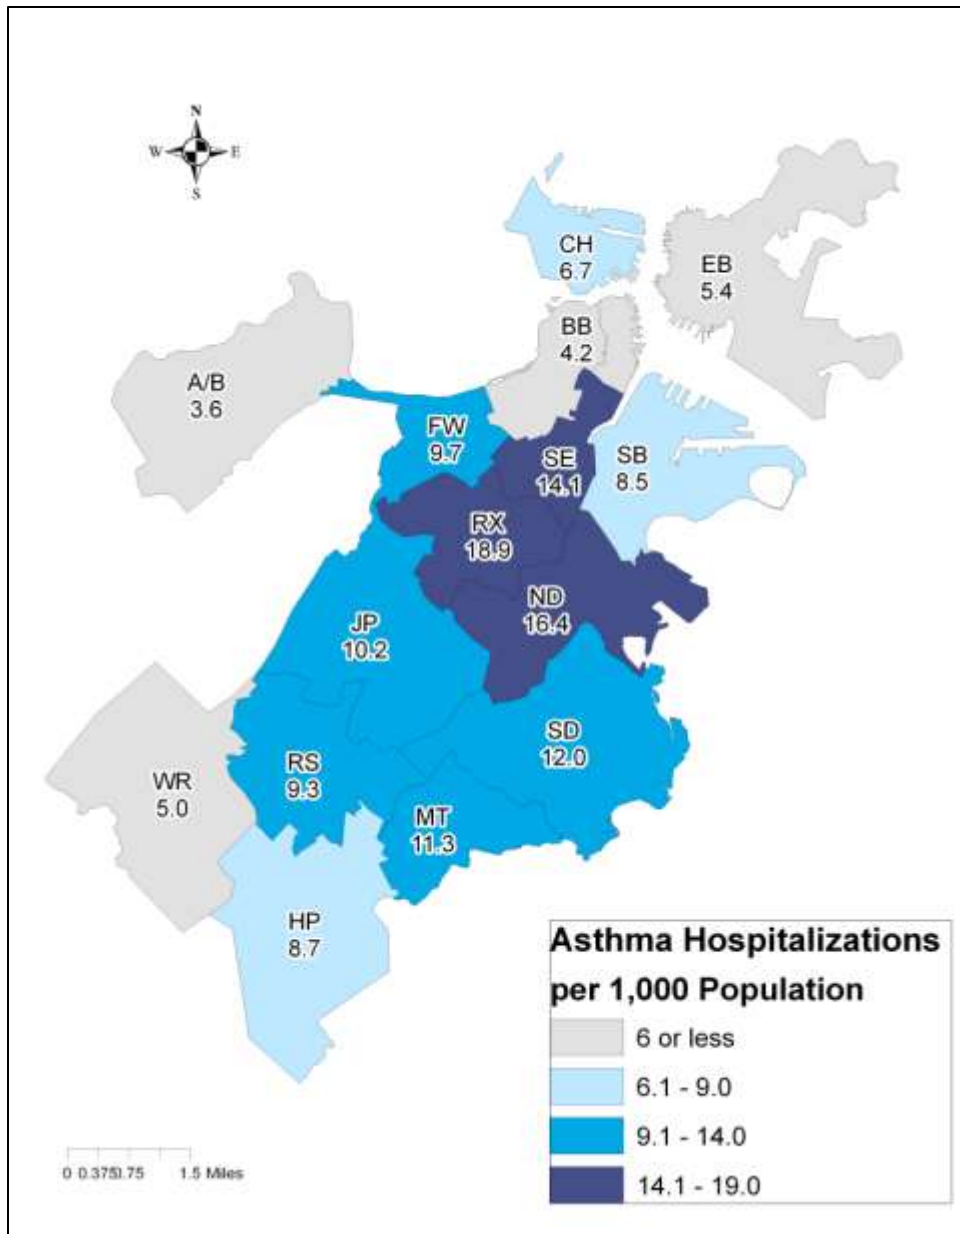 N
W E
S
CH
6.7
EB
5.4
BB
4.2
A/B
3.6
FW
9.7
SE
14.1
SB
8.5
RX
18.9
ND
16.4
JP
10.2
SD
12.0
RS
9.3
WR
5.0
MT
11.3
HP
8.7
Asthma Hospitalizations
per 1,000 Population
6 or less
6.1 - 9.0
9.1 - 14.0
14.1 - 19.0
0 0.375 0.75 1.5 Miles